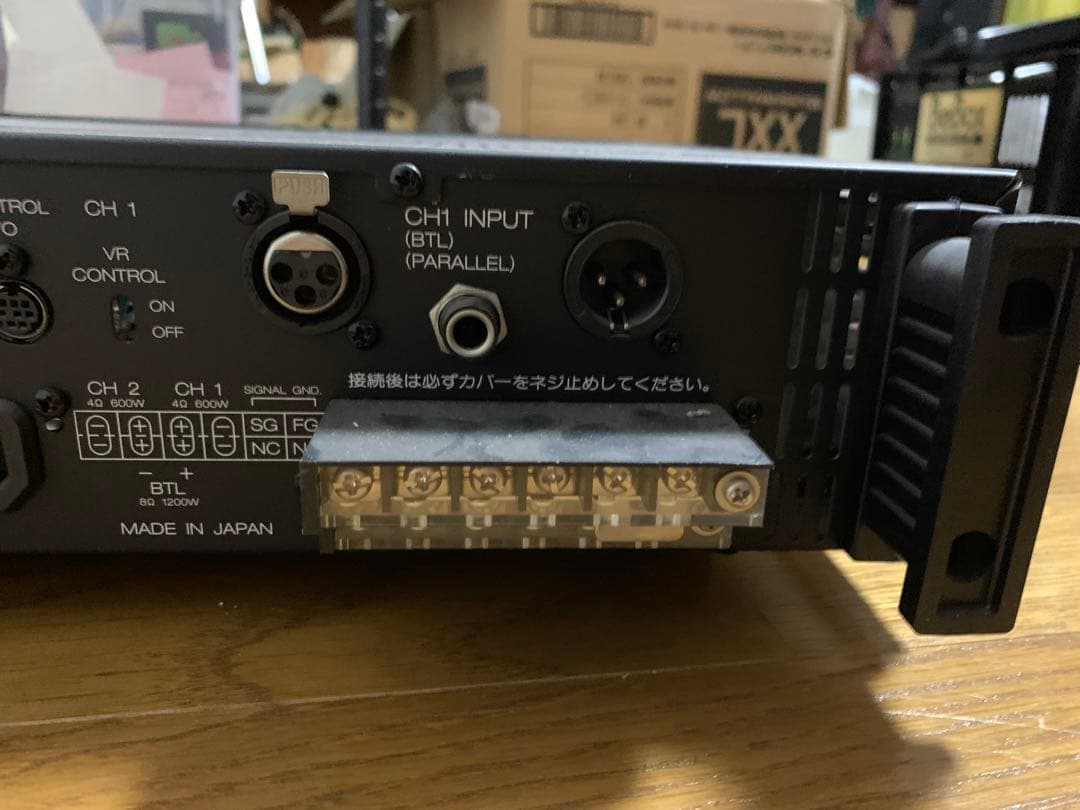 XXL
TROL
/O
CH 1
VR
CONTROL
ON
OFF
PUSH
CH1 INPUT
(BTL)
(PARALLEL)
接続後は必ずカバーをネジ止めしてください。
CH 2 CH 1 SIGNAL GND.
4Ω 600W 4Ω 600W
− + + − SG FG
− + + − NC N
− +
BTL
8Ω 1200W
MADE IN JAPAN